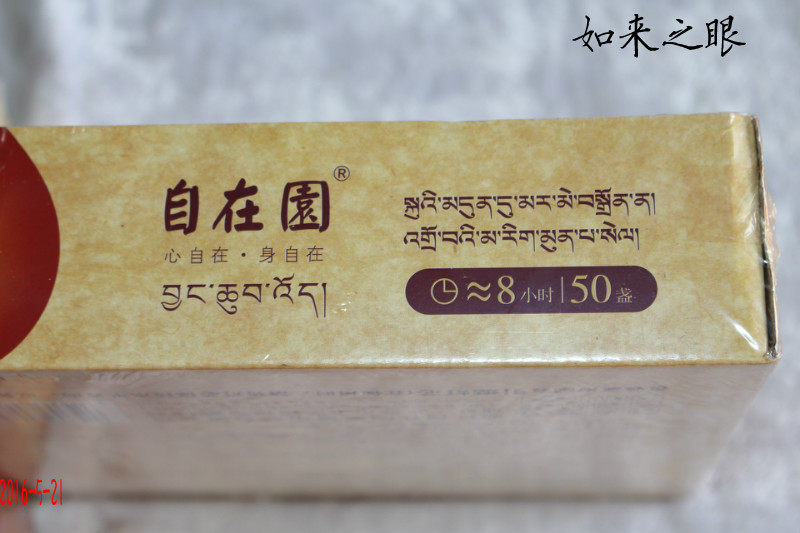 如来之眼
自在園®
心自在·身自在
བྱང་ཆུབ་འོད།
སྐུའི་མདུན་དུ་མར་མེ་བསྒྲོན་ན།
འགྲོ་བའི་མ་རིག་མུན་པ་སེལ།
≈8小时|50盏
2016-5-21